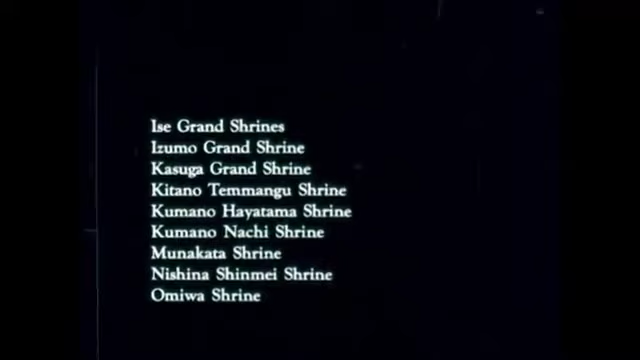 Ise Grand Shrines
Izumo Grand Shrine
Kasuga Grand Shrine
Kitano Temmangu Shrine
Kumano Hayatama Shrine
Kumano Nachi Shrine
Munakata Shrine
Nishina Shinmei Shrine
Omiwa Shrine